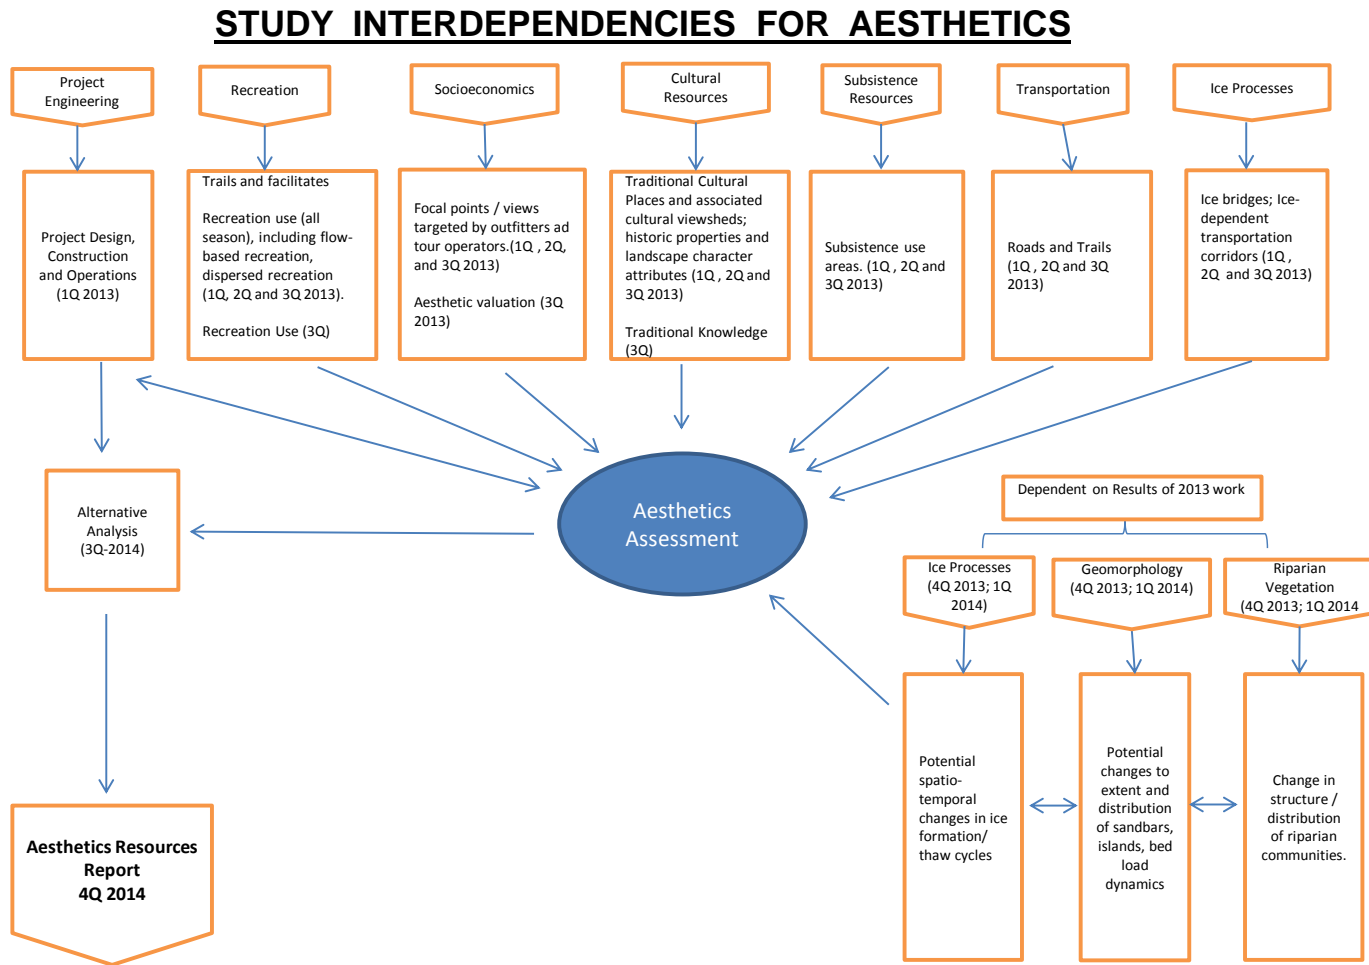 STUDY INTERDEPENDENCIES FOR AESTHETICS
Project
Engineering
Recreation
Socioeconomics
Cultural
Resources
Subsistence
Resources
Transportation
Ice Processes
Project Design,
Construction
and Operations
(1Q 2013)
Trails and facilitates
Recreation use (all
season), including flow-
based recreation,
dispersed recreation
(1Q, 2Q and 3Q 2013).
Recreation Use (3Q)
Focal points / views
targeted by outfitters ad
tour operators.(1Q , 2Q,
and 3Q 2013)
Aesthetic valuation (3Q
2013)
Traditional Cultural
Places and associated
cultural viewsheds;
historic properties and
landscape character
attributes (1Q , 2Q and
3Q 2013)
Traditional Knowledge
(3Q)
Subsistence use
areas. (1Q , 2Q and
3Q 2013)
Roads and Trails
(1Q , 2Q and 3Q
2013)
Ice bridges; Ice-
dependent
transportation
corridors (1Q ,
2Q and 3Q 2013)
Alternative
Analysis
(3Q-2014)
Aesthetics
Assessment
Dependent on Results of 2013 work
Ice Processes
(4Q 2013; 1Q
2014)
Geomorphology
(4Q 2013; 1Q 2014)
Riparian
Vegetation
(4Q 2013; 1Q 2014
Potential
spatio-
temporal
changes in ice
formation/
thaw cycles
Potential
changes to
extent and
distribution
of sandbars,
islands, bed
load
dynamics
Change in
structure /
distribution
of riparian
communities.
Aesthetics Resources
Report
4Q 2014